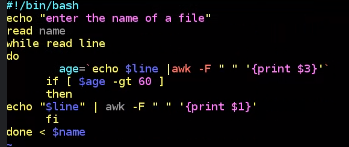 #!/bin/bash
echo "enter the name of a file"
read name
while read line
do
        age=`echo $line |awk -F " " '{print $3}'`
      if [ $age -gt 60 ]
      then
echo "$line" | awk -F " " '{print $1}'
      fi
done < $name
~